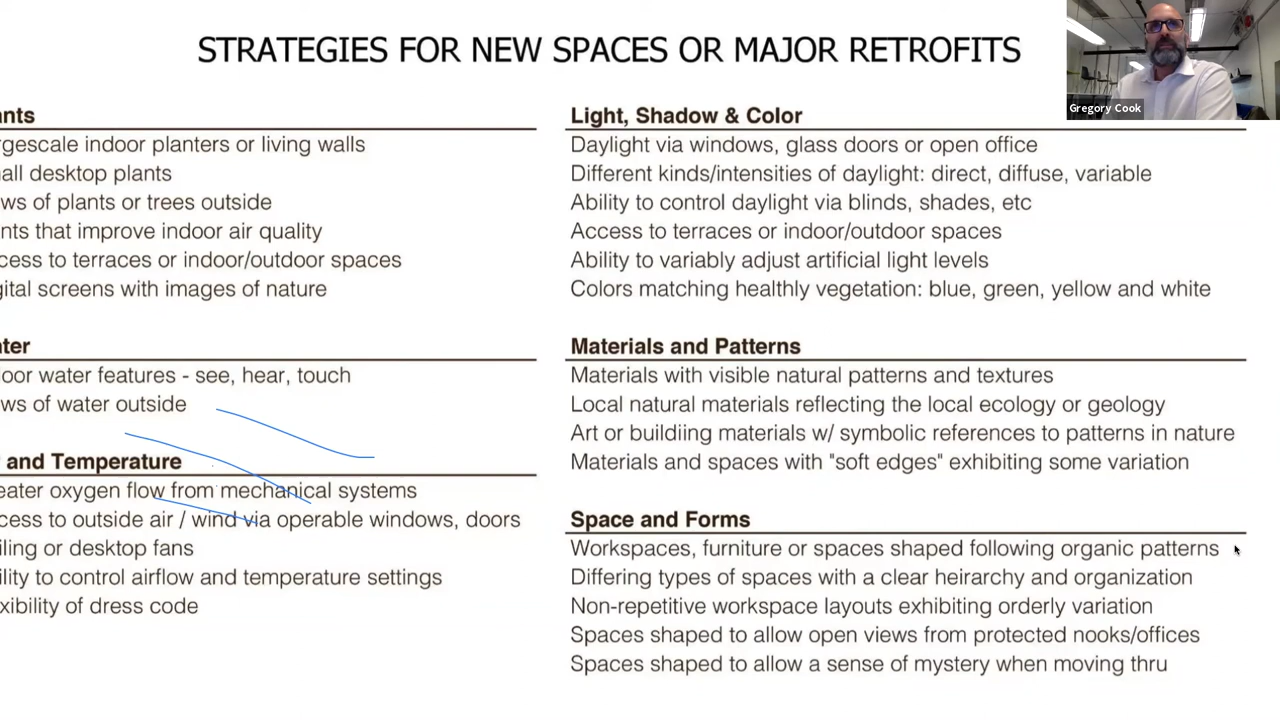 STRATEGIES FOR NEW SPACES OR MAJOR RETROFITS
Gregory Cook
ants
rgescale indoor planters or living walls
all desktop plants
ws of plants or trees outside
nts that improve indoor air quality
cess to terraces or indoor/outdoor spaces
gital screens with images of nature
ater
oor water features - see, hear, touch
ws of water outside
and Temperature
eater oxygen flow from mechanical systems
cess to outside air / wind via operable windows, doors
iling or desktop fans
ility to control airflow and temperature settings
xibility of dress code
Light, Shadow & Color
Daylight via windows, glass doors or open office
Different kinds/intensities of daylight: direct, diffuse, variable
Ability to control daylight via blinds, shades, etc
Access to terraces or indoor/outdoor spaces
Ability to variably adjust artificial light levels
Colors matching healthly vegetation: blue, green, yellow and white
Materials and Patterns
Materials with visible natural patterns and textures
Local natural materials reflecting the local ecology or geology
Art or buildiing materials w/ symbolic references to patterns in nature
Materials and spaces with "soft edges" exhibiting some variation
Space and Forms
Workspaces, furniture or spaces shaped following organic patterns
Differing types of spaces with a clear heirarchy and organization
Non-repetitive workspace layouts exhibiting orderly variation
Spaces shaped to allow open views from protected nooks/offices
Spaces shaped to allow a sense of mystery when moving thru